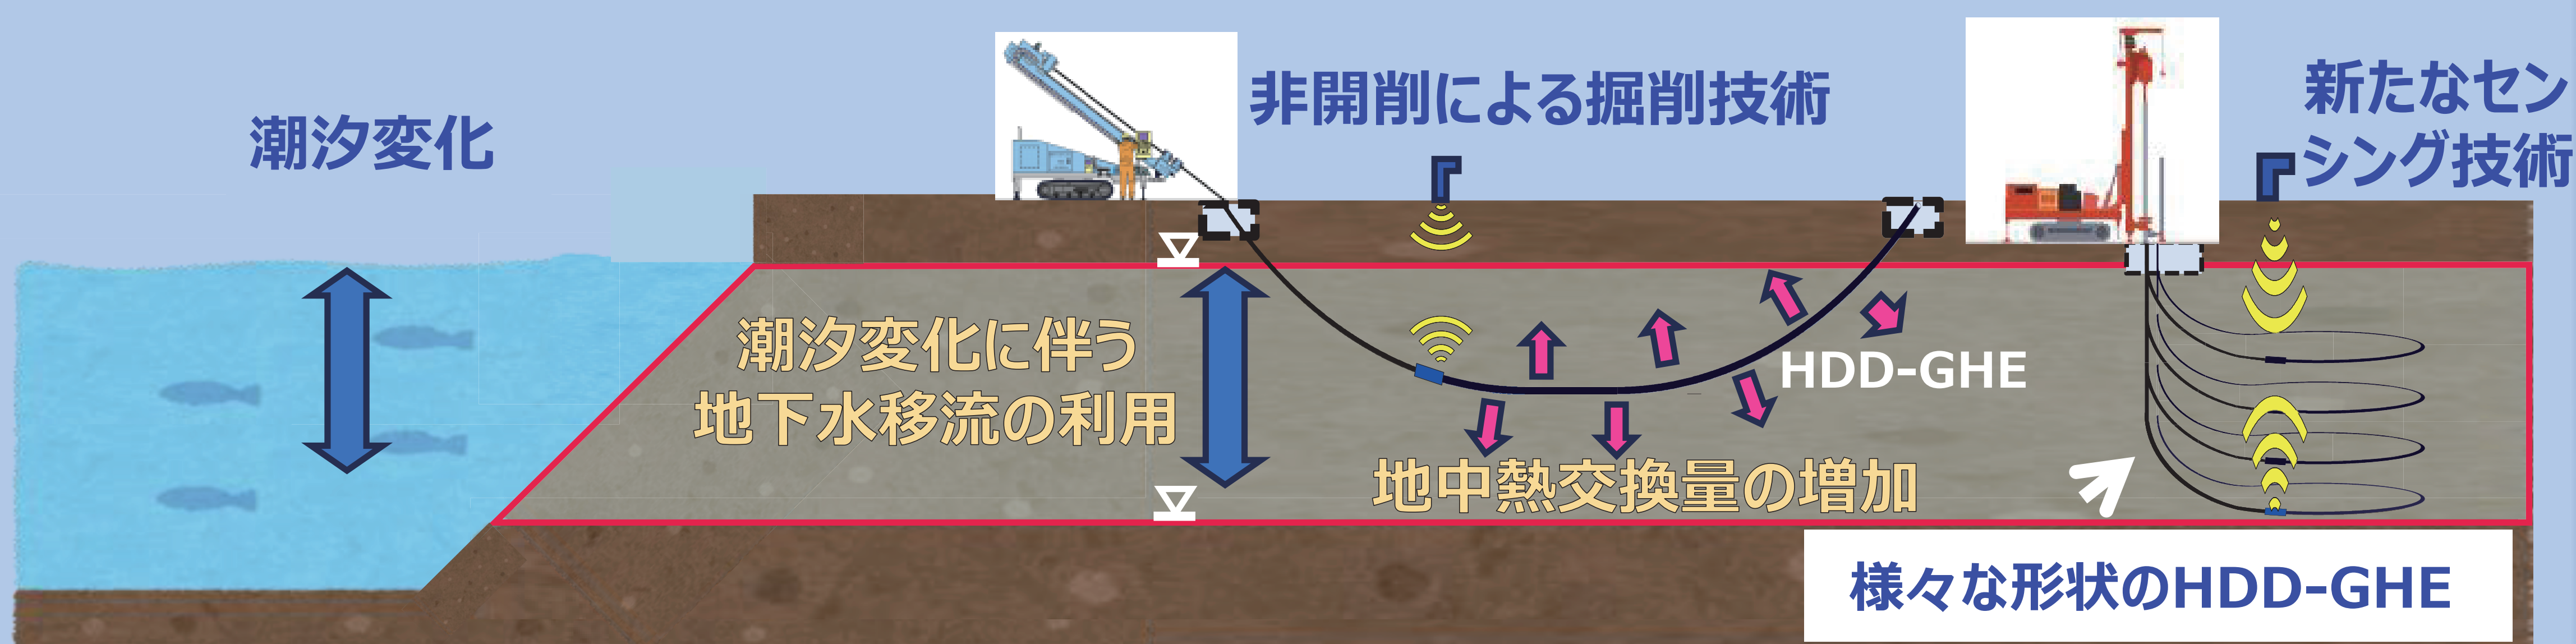 潮汐変化
非開削による掘削技術
新たなセン
シング技術
潮汐変化に伴う
地下水移流の利用
HDD-GHE
地中熱交換量の増加
様々な形状のHDD-GHE